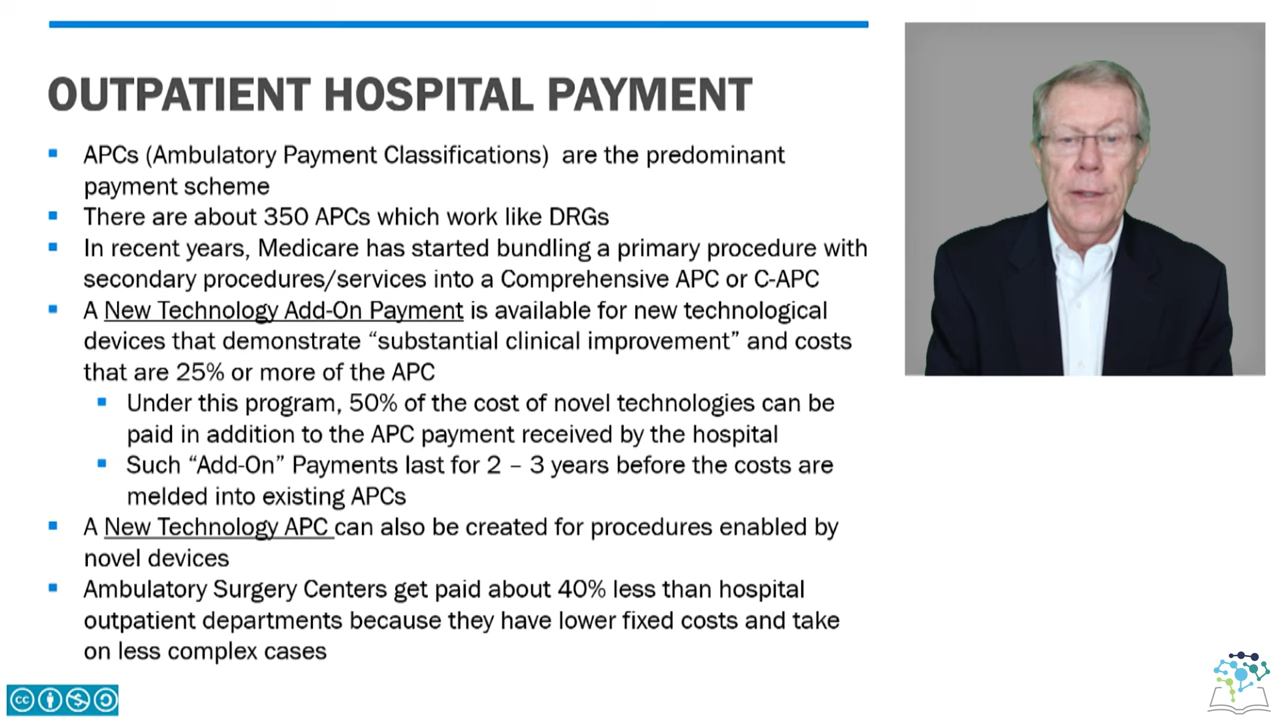 OUTPATIENT HOSPITAL PAYMENT
APCs (Ambulatory Payment Classifications) are the predominant
payment scheme
There are about 350 APCs which work like DRGs
In recent years, Medicare has started bundling a primary procedure with
secondary procedures/services into a Comprehensive APC or C-APC
A New Technology Add-On Payment is available for new technological
devices that demonstrate “substantial clinical improvement” and costs
that are 25% or more of the APC
Under this program, 50% of the cost of novel technologies can be
paid in addition to the APC payment received by the hospital
Such “Add-On” Payments last for 2 – 3 years before the costs are
melded into existing APCs
A New Technology APC can also be created for procedures enabled by
novel devices
Ambulatory Surgery Centers get paid about 40% less than hospital
outpatient departments because they have lower fixed costs and take
on less complex cases
cc